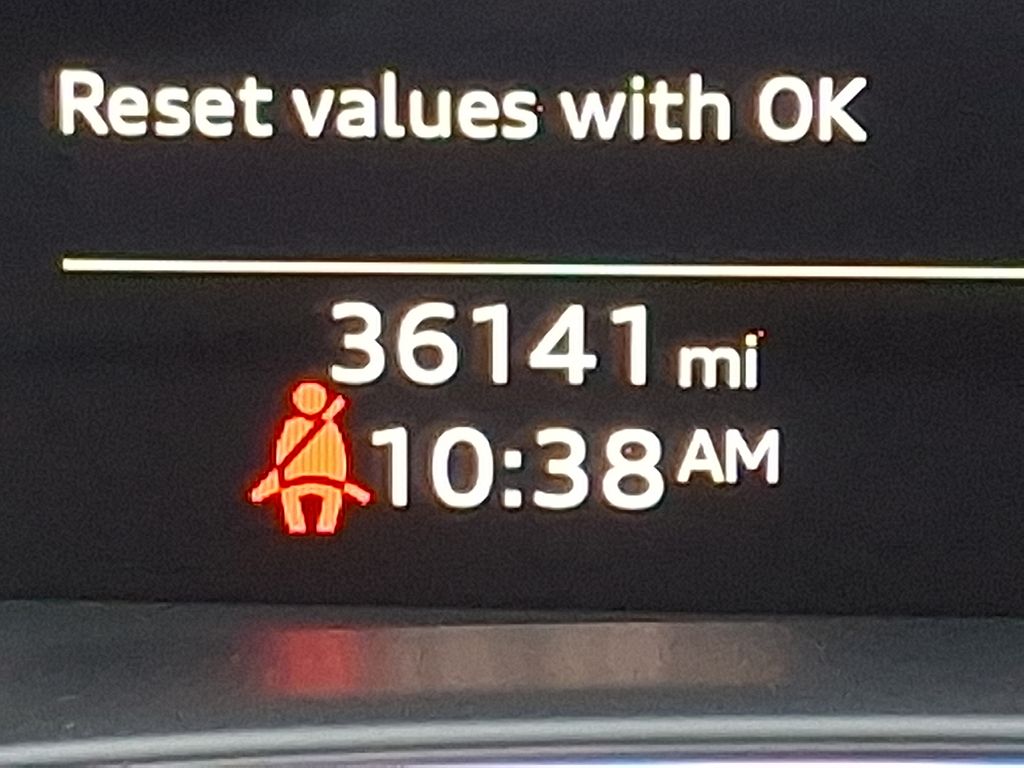 Reset values with OK
36141 mi
10:38 AM